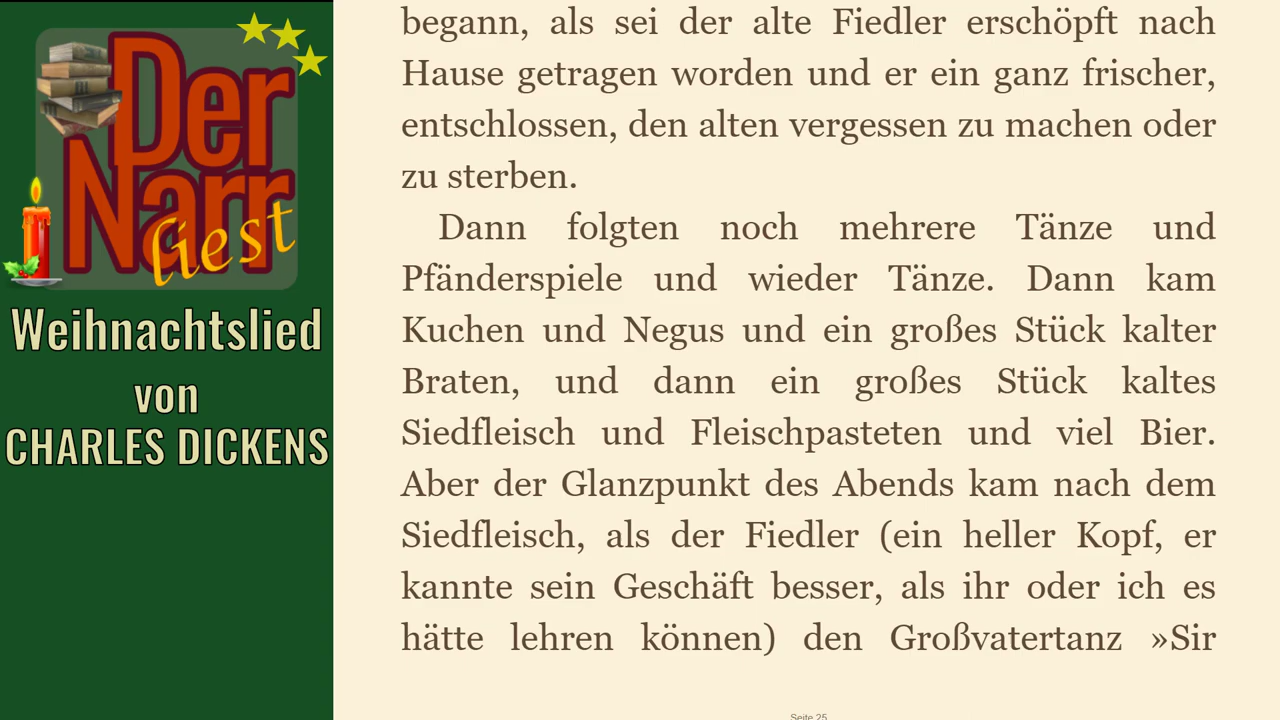 Der
Narr
liest
Weihnachtslied
von
CHARLES DICKENS
begann, als sei der alte Fiedler erschöpft nach
Hause getragen worden und er ein ganz frischer,
entschlossen, den alten vergessen zu machen oder
zu sterben.
Dann folgten noch mehrere Tänze und
Pfänderspiele und wieder Tänze. Dann kam
Kuchen und Negus und ein großes Stück kalter
Braten, und dann ein großes Stück kaltes
Siedfleisch und Fleischpasteten und viel Bier.
Aber der Glanzpunkt des Abends kam nach dem
Siedfleisch, als der Fiedler (ein heller Kopf, er
kannte sein Geschäft besser, als ihr oder ich es
hätte lehren können) den Großvatertanz »Sir
Seite 25